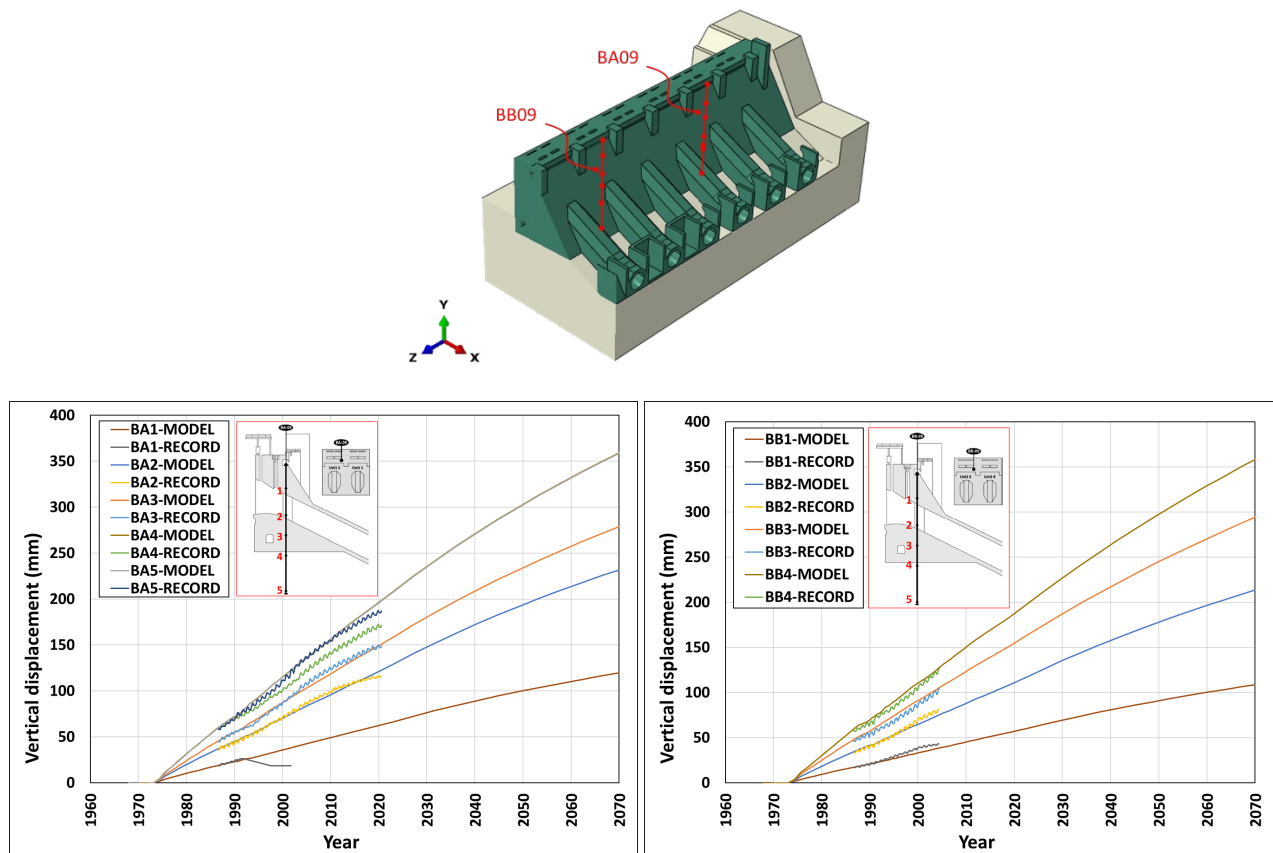 BA09
BB09
Y
Z
X
Vertical displacement (mm)
400
350
300
250
200
150
100
50
0
BA1-MODEL
BA1-RECORD
BA2-MODEL
BA2-RECORD
BA3-MODEL
BA3-RECORD
BA4-MODEL
BA4-RECORD
BA5-MODEL
BA5-RECORD
BA09
BA09
Unit 2
Unit 1
1
2
3
4
5
1960
1970
1980
1990
2000
2010
2020
2030
2040
2050
2060
2070
Year
Vertical displacement (mm)
400
350
300
250
200
150
100
50
0
BB1-MODEL
BB1-RECORD
BB2-MODEL
BB2-RECORD
BB3-MODEL
BB3-RECORD
BB4-MODEL
BB4-RECORD
Unit 5
Unit 4
1
2
3
4
5
1960
1970
1980
1990
2000
2010
2020
2030
2040
2050
2060
2070
Year